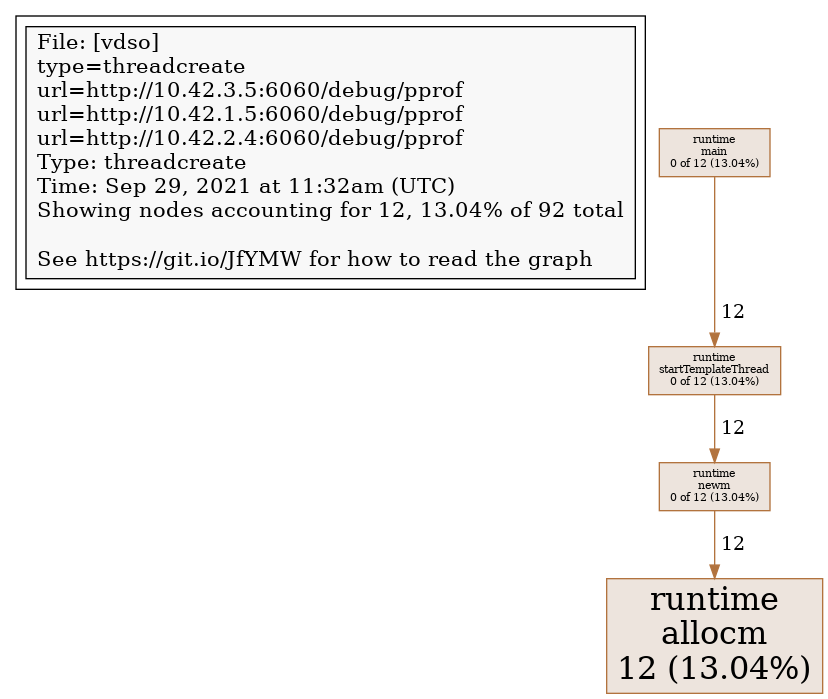 File: [vdso]
type=threadcreate
url=http://10.42.3.5:6060/debug/pprof
url=http://10.42.1.5:6060/debug/pprof
url=http://10.42.2.4:6060/debug/pprof
Type: threadcreate
Time: Sep 29, 2021 at 11:32am (UTC)
Showing nodes accounting for 12, 13.04% of 92 total
See https://git.io/JfYMW for how to read the graph
runtime
main
0 of 12 (13.04%)
12
runtime
startTemplateThread
0 of 12 (13.04%)
12
runtime
newm
0 of 12 (13.04%)
12
runtime
allocm
12 (13.04%)